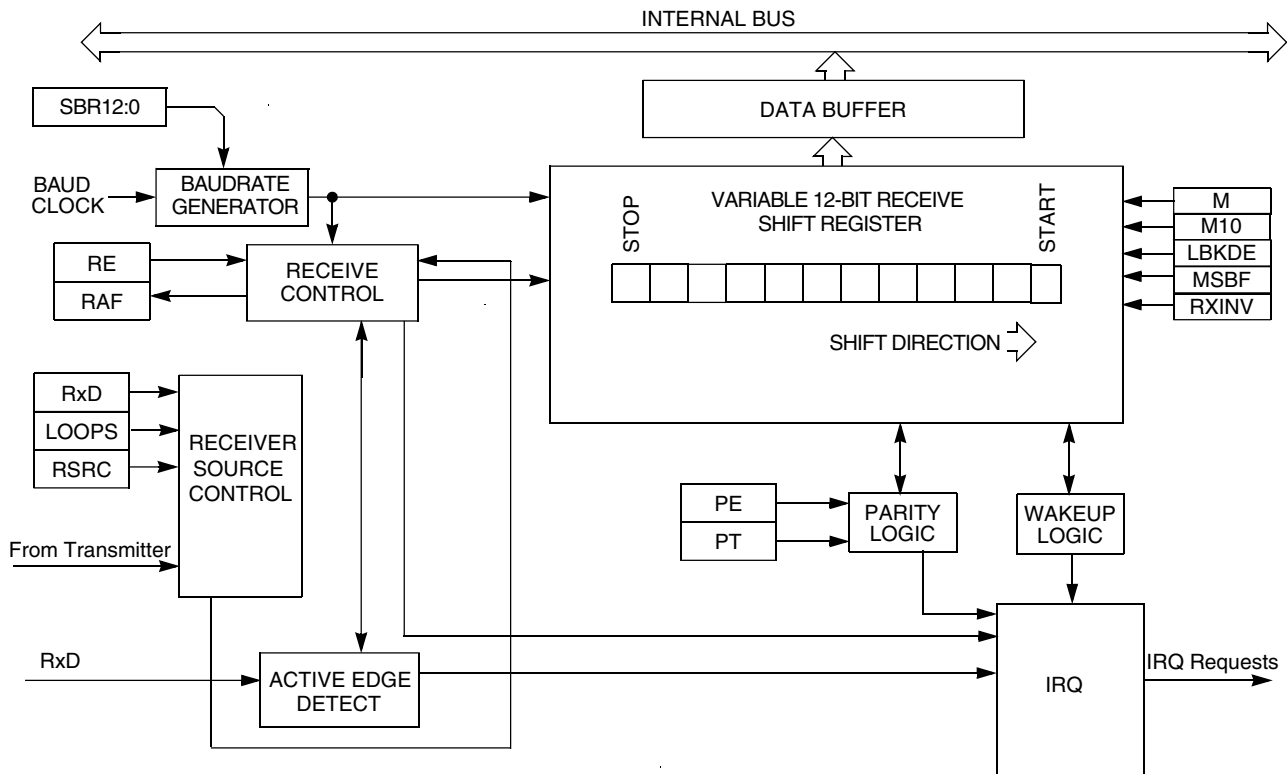 INTERNAL BUS
SBR12:0
DATA BUFFER
BAUD
CLOCK
BAUDRATE
GENERATOR
VARIABLE 12-BIT RECEIVE
SHIFT REGISTER
STOP
START
M
M10
LBKDE
MSBF
RXINV
RE
RAF
RECEIVE
CONTROL
SHIFT DIRECTION
RxD
LOOPS
RSRC
RECEIVER
SOURCE
CONTROL
From Transmitter
PE
PT
PARITY
LOGIC
WAKEUP
LOGIC
RxD
ACTIVE EDGE
DETECT
IRQ
IRQ Requests